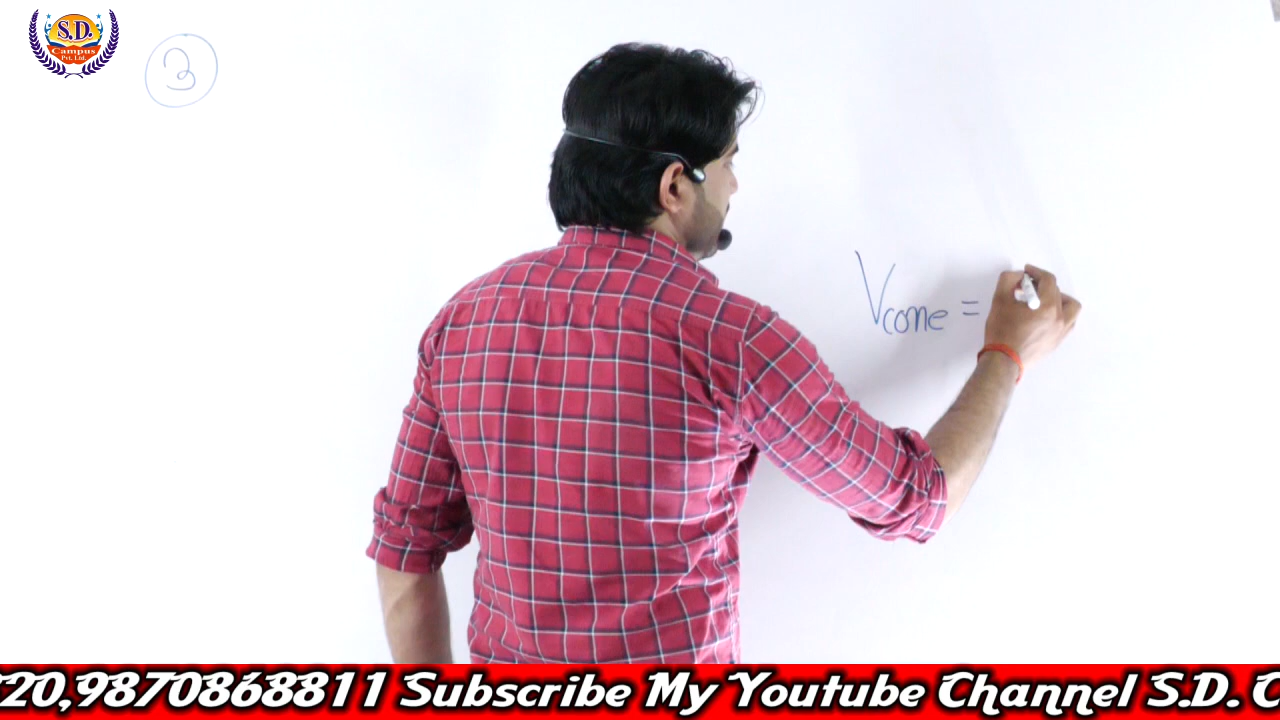 S.D.
Campus
Pvt. Ltd.
3
Vcone =
20,9870868811 Subscribe My Youtube Channel S.D. C